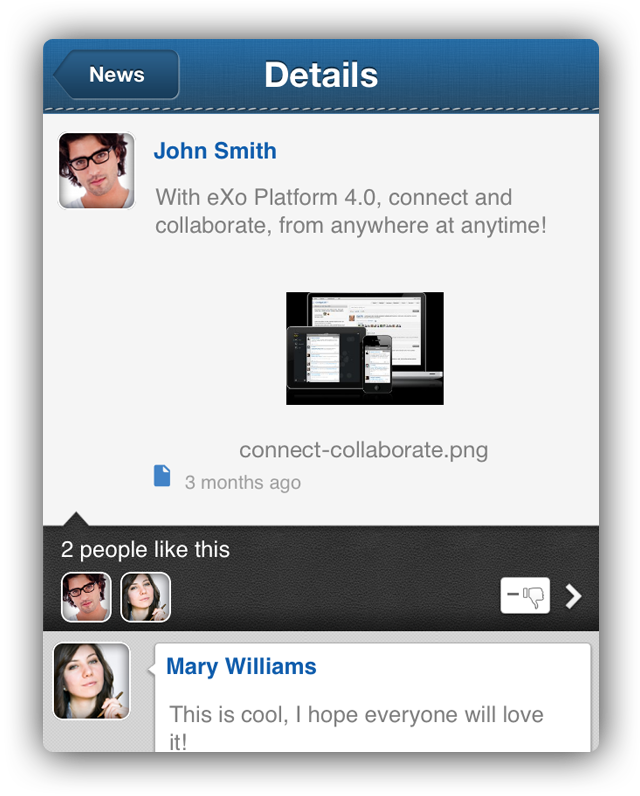 News
Details
John Smith
With eXo Platform 4.0, connect and
collaborate, from anywhere at anytime!
connect-collaborate.png
3 months ago
2 people like this
Mary Williams
This is cool, I hope everyone will love
it!